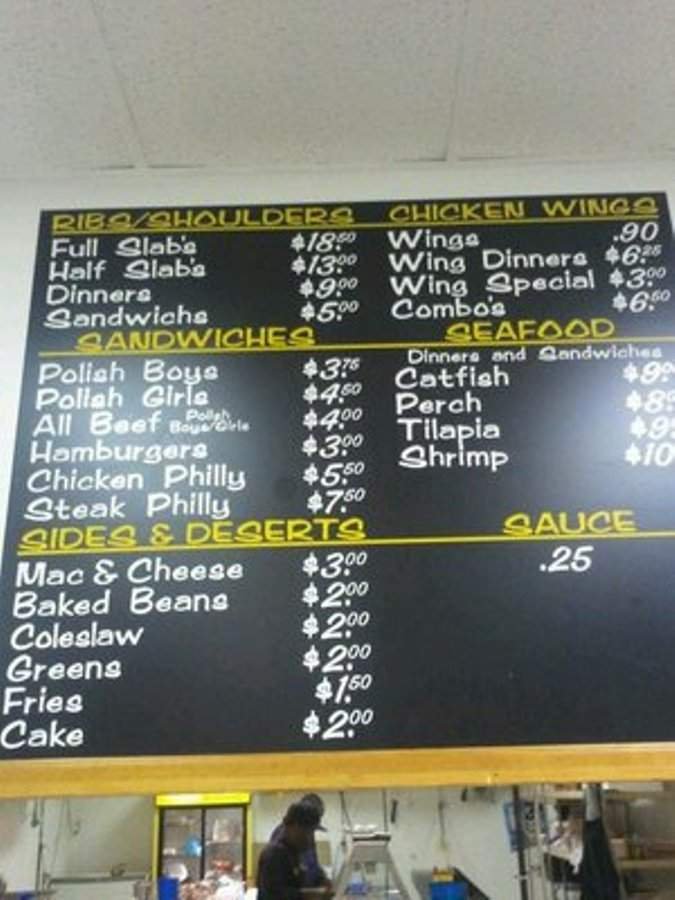 RIBS/SHOULDERS
Full Slab's $18.50
Half Slab's $13.00
Dinners $9.00
Sandwichs $5.00
SANDWICHES
Polish Boys $3.75
Polish Girls $4.50
All Beef Polish Boys/Girls $4.00
Hamburgers $3.00
Chicken Philly $5.50
Steak Philly $7.50
SIDES & DESERTS
Mac & Cheese $3.00
Baked Beans $2.00
Coleslaw $2.00
Greens $2.00
Fries $1.50
Cake $2.00
CHICKEN WINGS
Wings .90
Wing Dinners $6.25
Wing Special $3.00
Combo's $6.50
SEAFOOD
Dinners and Sandwiches
Catfish $9.
Perch $8.
Tilapia $9
Shrimp $10
SAUCE
.25